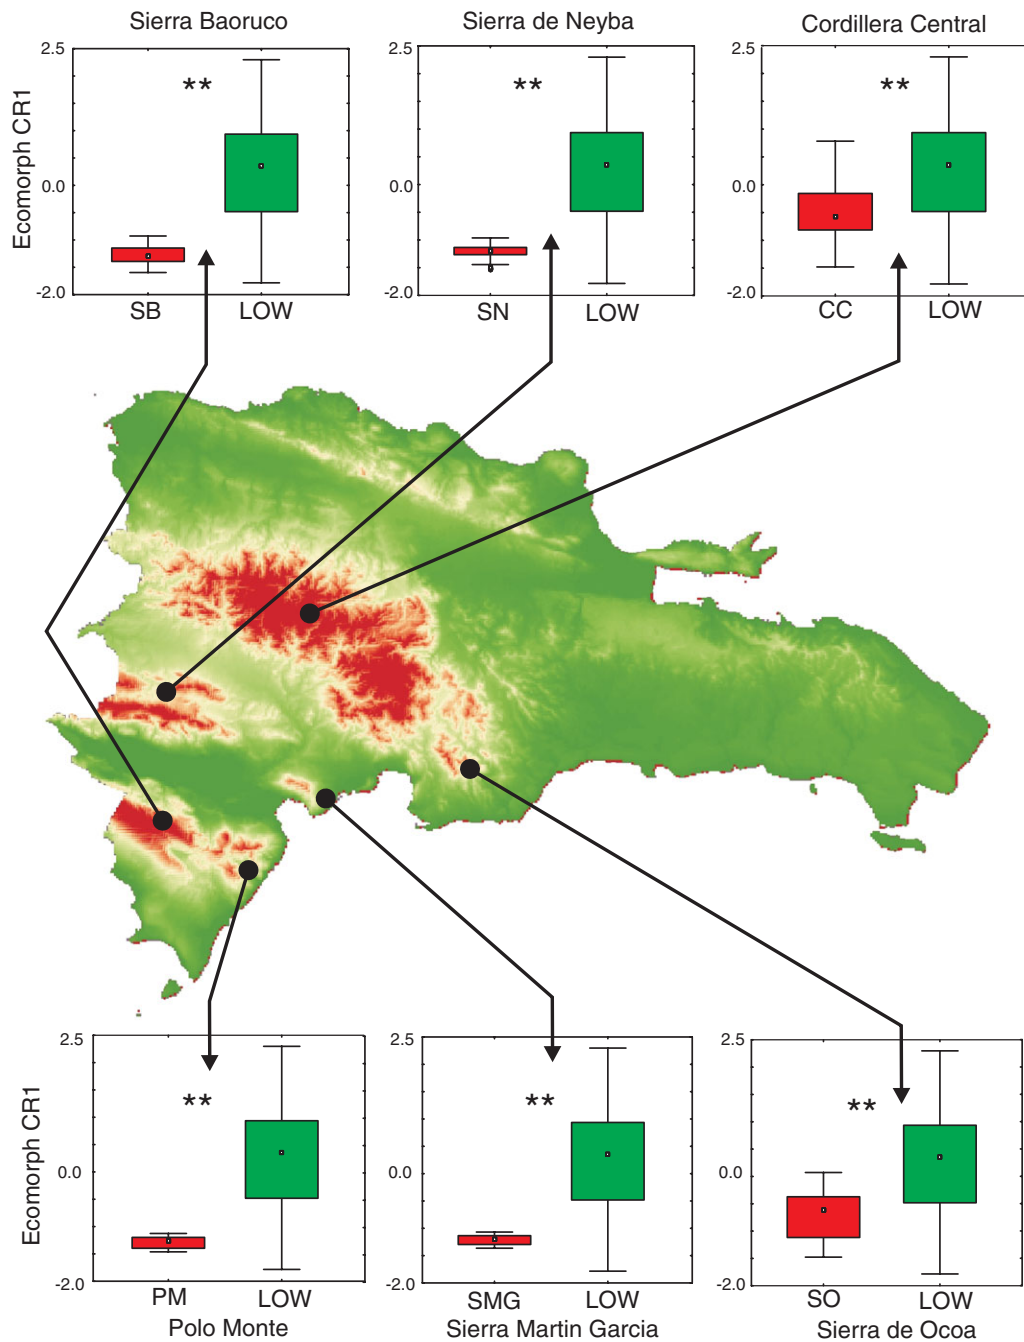 Sierra Baoruco
Sierra de Neyba
Cordillera Central
Ecomorph CR1
2.5
0.0
-2.0
**
SB
LOW
2.5
0.0
-2.0
**
SN
LOW
2.5
0.0
-2.0
**
CC
LOW
Ecomorph CR1
2.5
0.0
-2.0
**
PM
LOW
Polo Monte
2.5
0.0
-2.0
**
SMG
LOW
Sierra Martin Garcia
2.5
0.0
-2.0
**
SO
LOW
Sierra de Ocoa